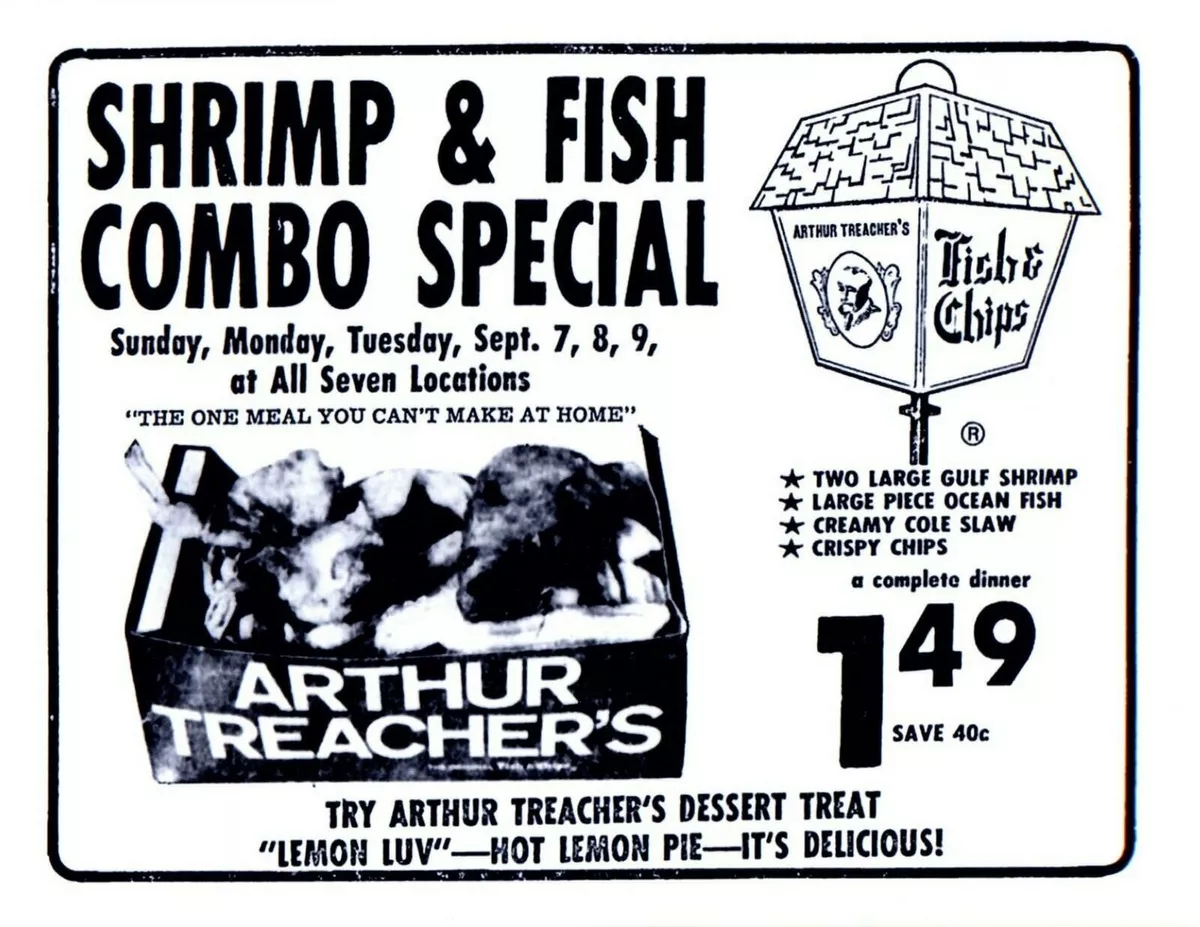 SHRIMP & FISH
COMBO SPECIAL
Sunday, Monday, Tuesday, Sept. 7, 8, 9,
at All Seven Locations
"THE ONE MEAL YOU CAN'T MAKE AT HOME"
ARTHUR
TREACHER'S
ARTHUR TREACHER'S
Fish &
Chips
®
★ TWO LARGE GULF SHRIMP
★ LARGE PIECE OCEAN FISH
★ CREAMY COLE SLAW
★ CRISPY CHIPS
a complete dinner
1 49
SAVE 40c
TRY ARTHUR TREACHER'S DESSERT TREAT
"LEMON LUV"—HOT LEMON PIE—IT'S DELICIOUS!